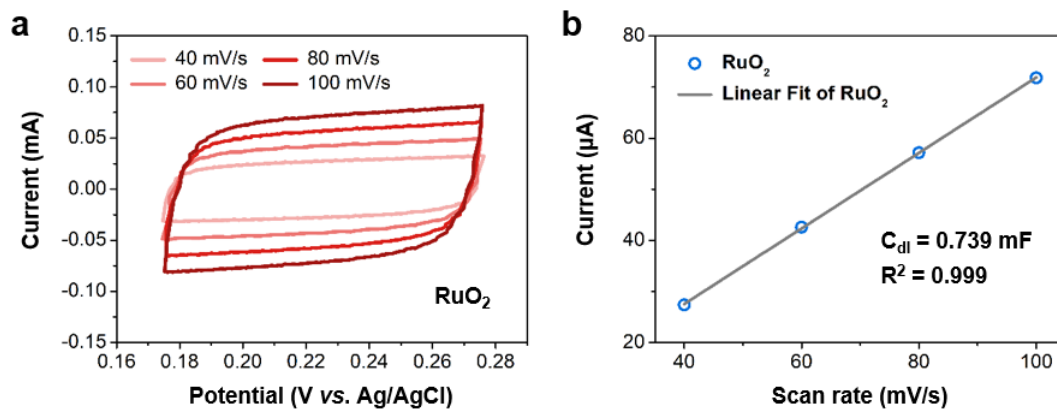 a
0.15
0.10
0.05
0.00
-0.05
-0.10
-0.15
Current (mA)
40 mV/s
80 mV/s
60 mV/s
100 mV/s
RuO₂
0.16
0.18
0.20
0.22
0.24
0.26
0.28
Potential (V vs. Ag/AgCl)
b
80
60
40
20
Current (μA)
RuO₂
Linear Fit of RuO₂
C_dl = 0.739 mF
R² = 0.999
40
60
80
100
Scan rate (mV/s)